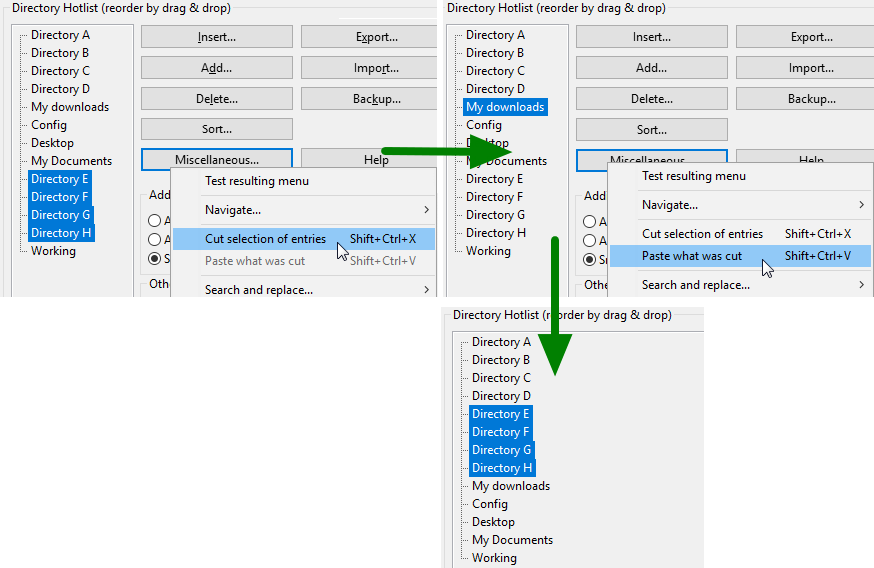 Directory Hotlist (reorder by drag & drop)
Directory A
Directory B
Directory C
Directory D
My downloads
Config
Desktop
My Documents
Directory E
Directory F
Directory G
Directory H
Working
Insert...
Export...
Add...
Import...
Delete...
Backup...
Sort...
Miscellaneous...
Help
Test resulting menu
Navigate...
Cut selection of entries Shift+Ctrl+X
Paste what was cut Shift+Ctrl+V
Search and replace...
Directory Hotlist (reorder by drag & drop)
Directory A
Directory B
Directory C
Directory D
My downloads
Config
Desktop
My Documents
Directory E
Directory F
Directory G
Directory H
Working
Insert...
Export...
Add...
Import...
Delete...
Backup...
Sort...
Miscellaneous...
Help
Test resulting menu
Navigate...
Cut selection of entries Shift+Ctrl+X
Paste what was cut Shift+Ctrl+V
Search and replace...
Directory Hotlist (reorder by drag & drop)
Directory A
Directory B
Directory C
Directory D
Directory E
Directory F
Directory G
Directory H
My downloads
Config
Desktop
My Documents
Working